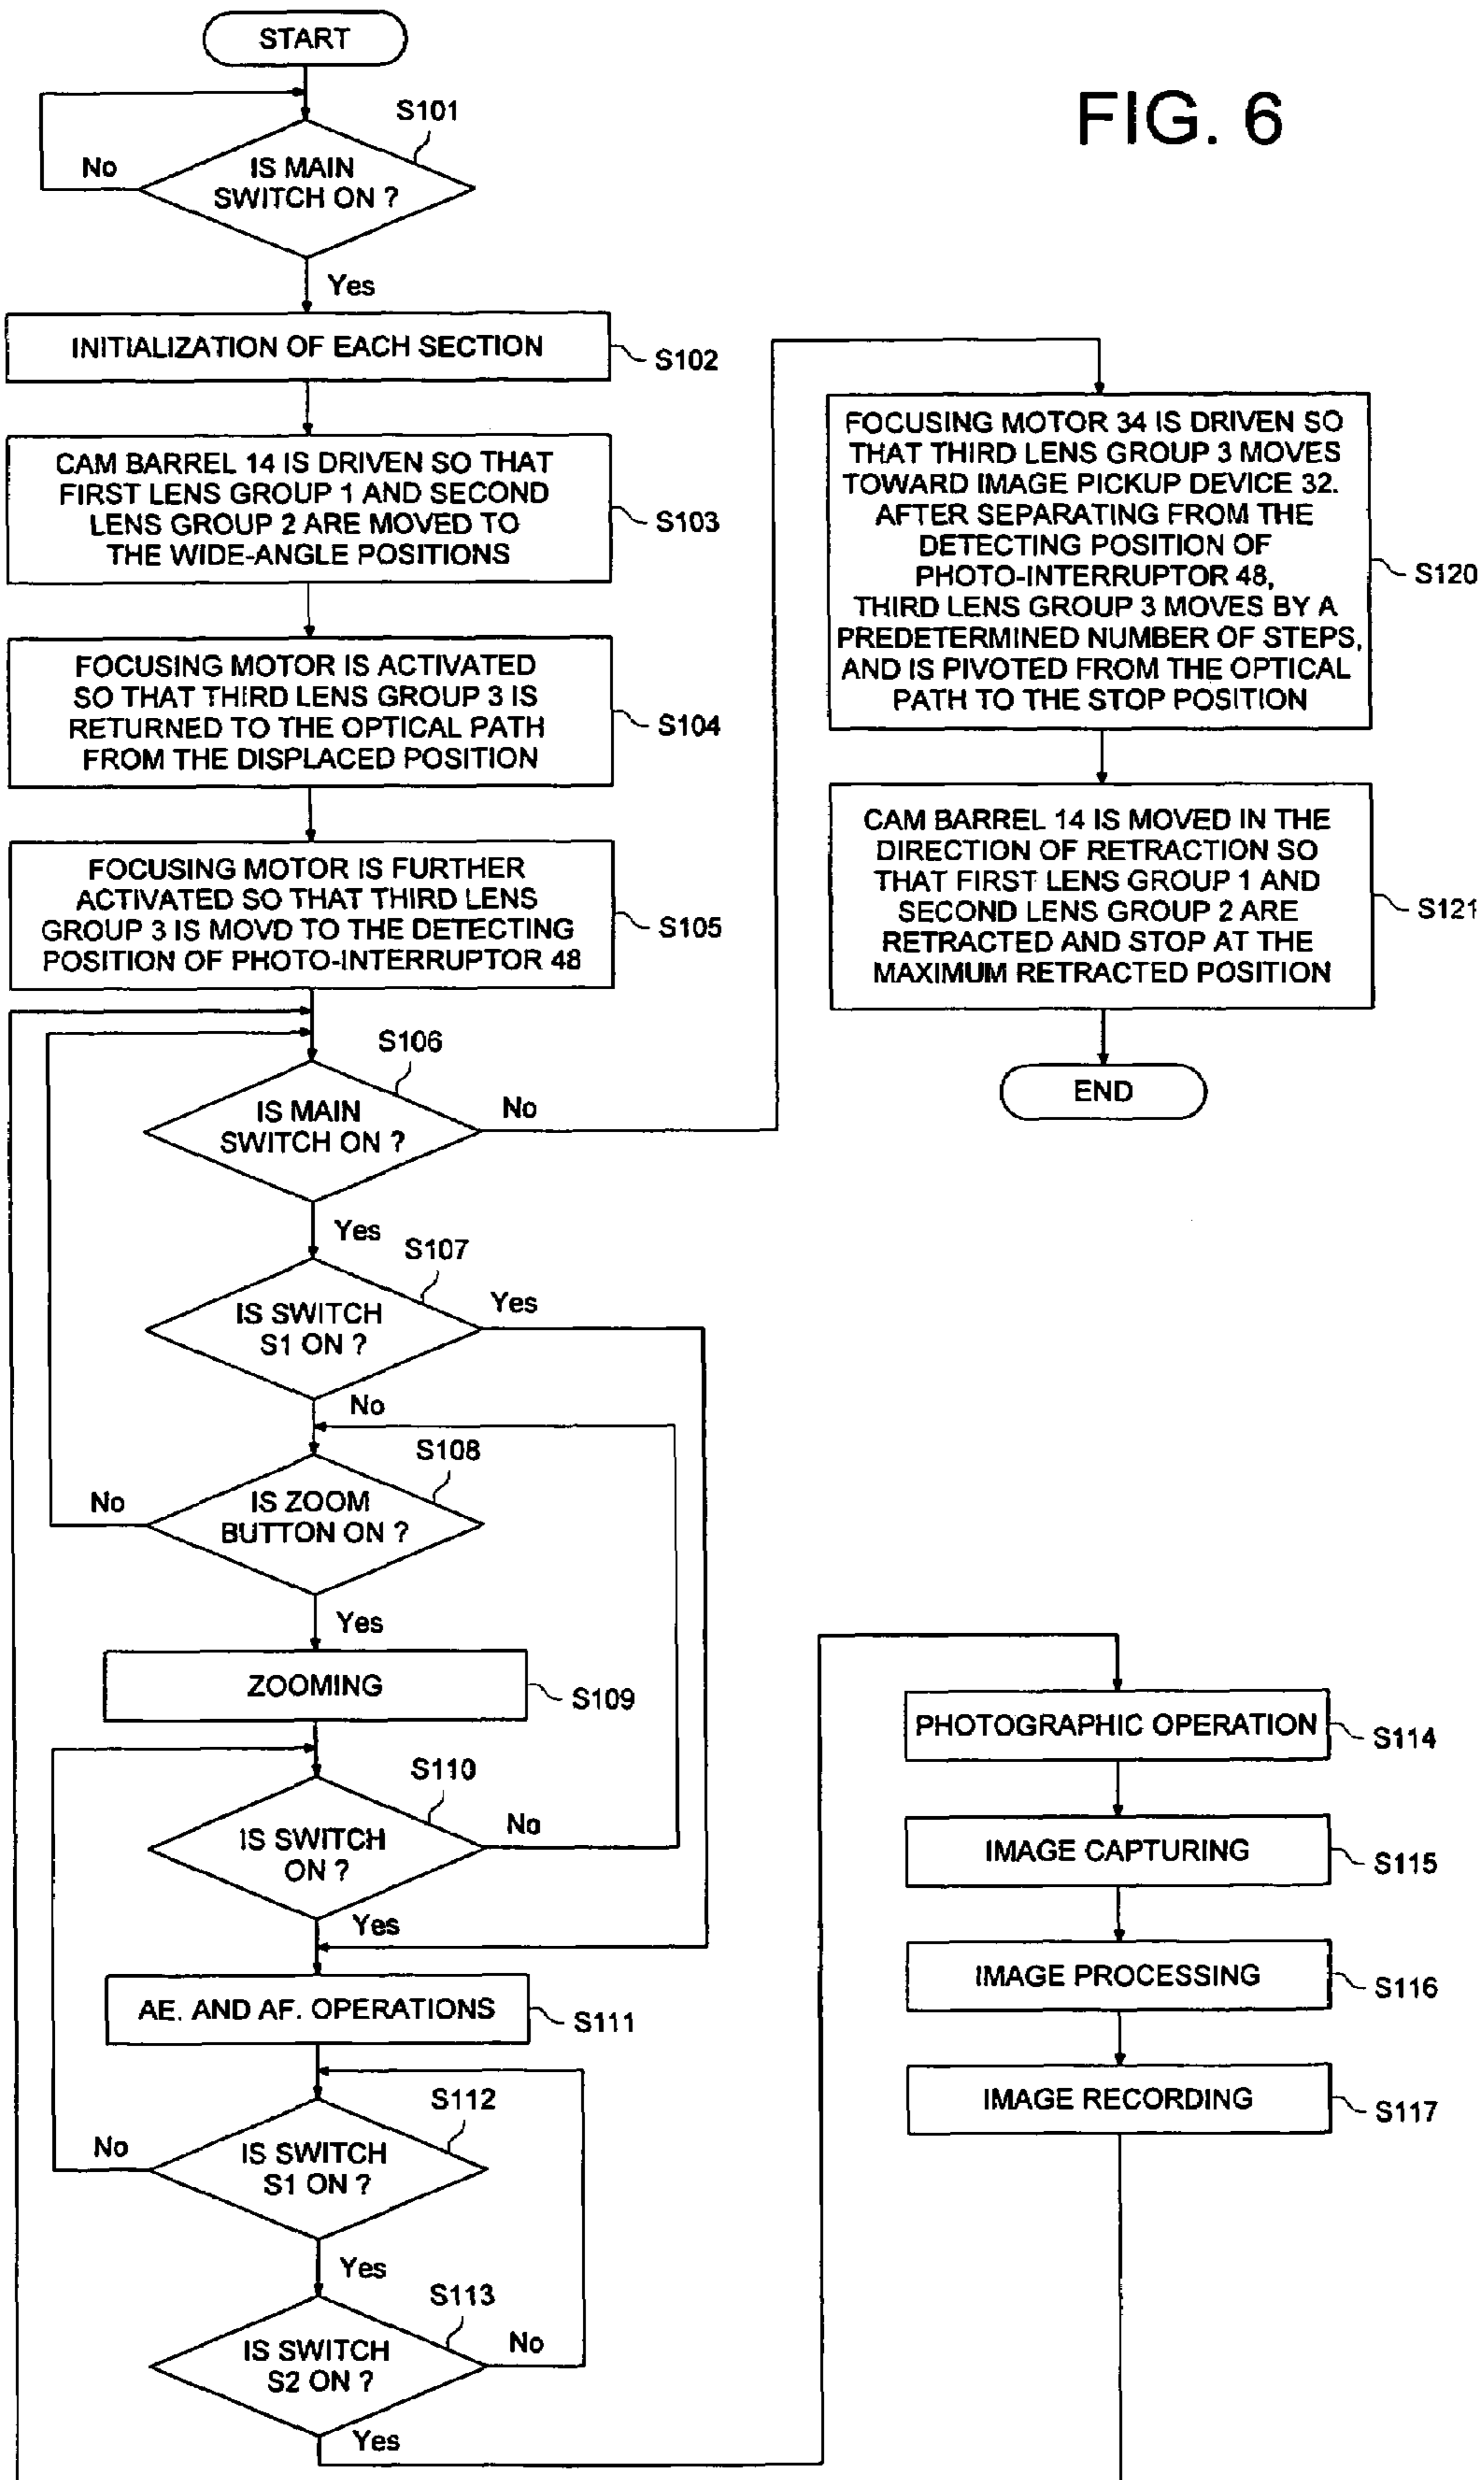 FIG. 6
START
S101
No
IS MAIN
SWITCH ON ?
Yes
INITIALIZATION OF EACH SECTION
S102
CAM BARREL 14 IS DRIVEN SO THAT
FIRST LENS GROUP 1 AND SECOND
LENS GROUP 2 ARE MOVED TO
THE WIDE-ANGLE POSITIONS
S103
FOCUSING MOTOR IS ACTIVATED
SO THAT THIRD LENS GROUP 3 IS
RETURNED TO THE OPTICAL PATH
FROM THE DISPLACED POSITION
S104
FOCUSING MOTOR IS FURTHER
ACTIVATED SO THAT THIRD LENS
GROUP 3 IS MOVD TO THE DETECTING
POSITION OF PHOTO-INTERRUPTOR 48
S105
S106
IS MAIN
SWITCH ON ?
No
Yes
S107
IS SWITCH
S1 ON ?
Yes
No
S108
No
IS ZOOM
BUTTON ON ?
Yes
ZOOMING
S109
S110
IS SWITCH
ON ?
No
Yes
AE. AND AF. OPERATIONS
S111
S112
No
IS SWITCH
S1 ON ?
Yes
S113
IS SWITCH
S2 ON ?
No
Yes
FOCUSING MOTOR 34 IS DRIVEN SO
THAT THIRD LENS GROUP 3 MOVES
TOWARD IMAGE PICKUP DEVICE 32.
AFTER SEPARATING FROM THE
DETECTING POSITION OF
PHOTO-INTERRUPTOR 48,
THIRD LENS GROUP 3 MOVES BY A
PREDETERMINED NUMBER OF STEPS,
AND IS PIVOTED FROM THE OPTICAL
PATH TO THE STOP POSITION
S120
CAM BARREL 14 IS MOVED IN THE
DIRECTION OF RETRACTION SO
THAT FIRST LENS GROUP 1 AND
SECOND LENS GROUP 2 ARE
RETRACTED AND STOP AT THE
MAXIMUM RETRACTED POSITION
S121
END
PHOTOGRAPHIC OPERATION
S114
IMAGE CAPTURING
S115
IMAGE PROCESSING
S116
IMAGE RECORDING
S117